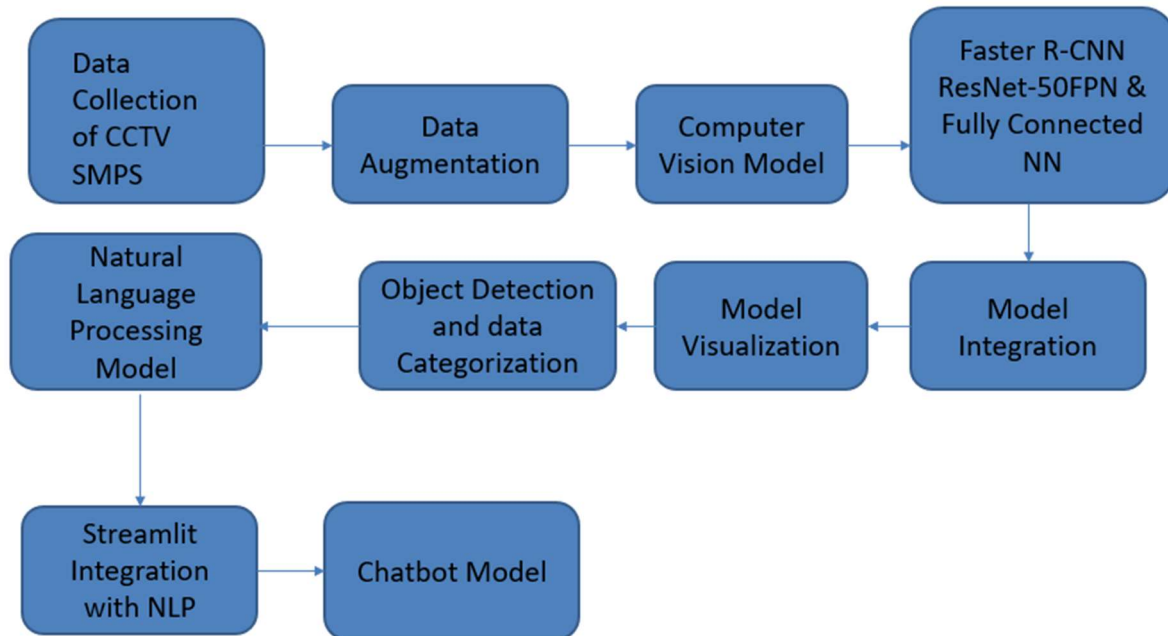 Data
Collection
of CCTV
SMPS
Data
Augmentation
Computer
Vision Model
Faster R-CNN
ResNet-50FPN &
Fully Connected
NN
Model
Integration
Model
Visualization
Object Detection
and data
Categorization
Natural
Language
Processing
Model
Streamlit
Integration
with NLP
Chatbot Model